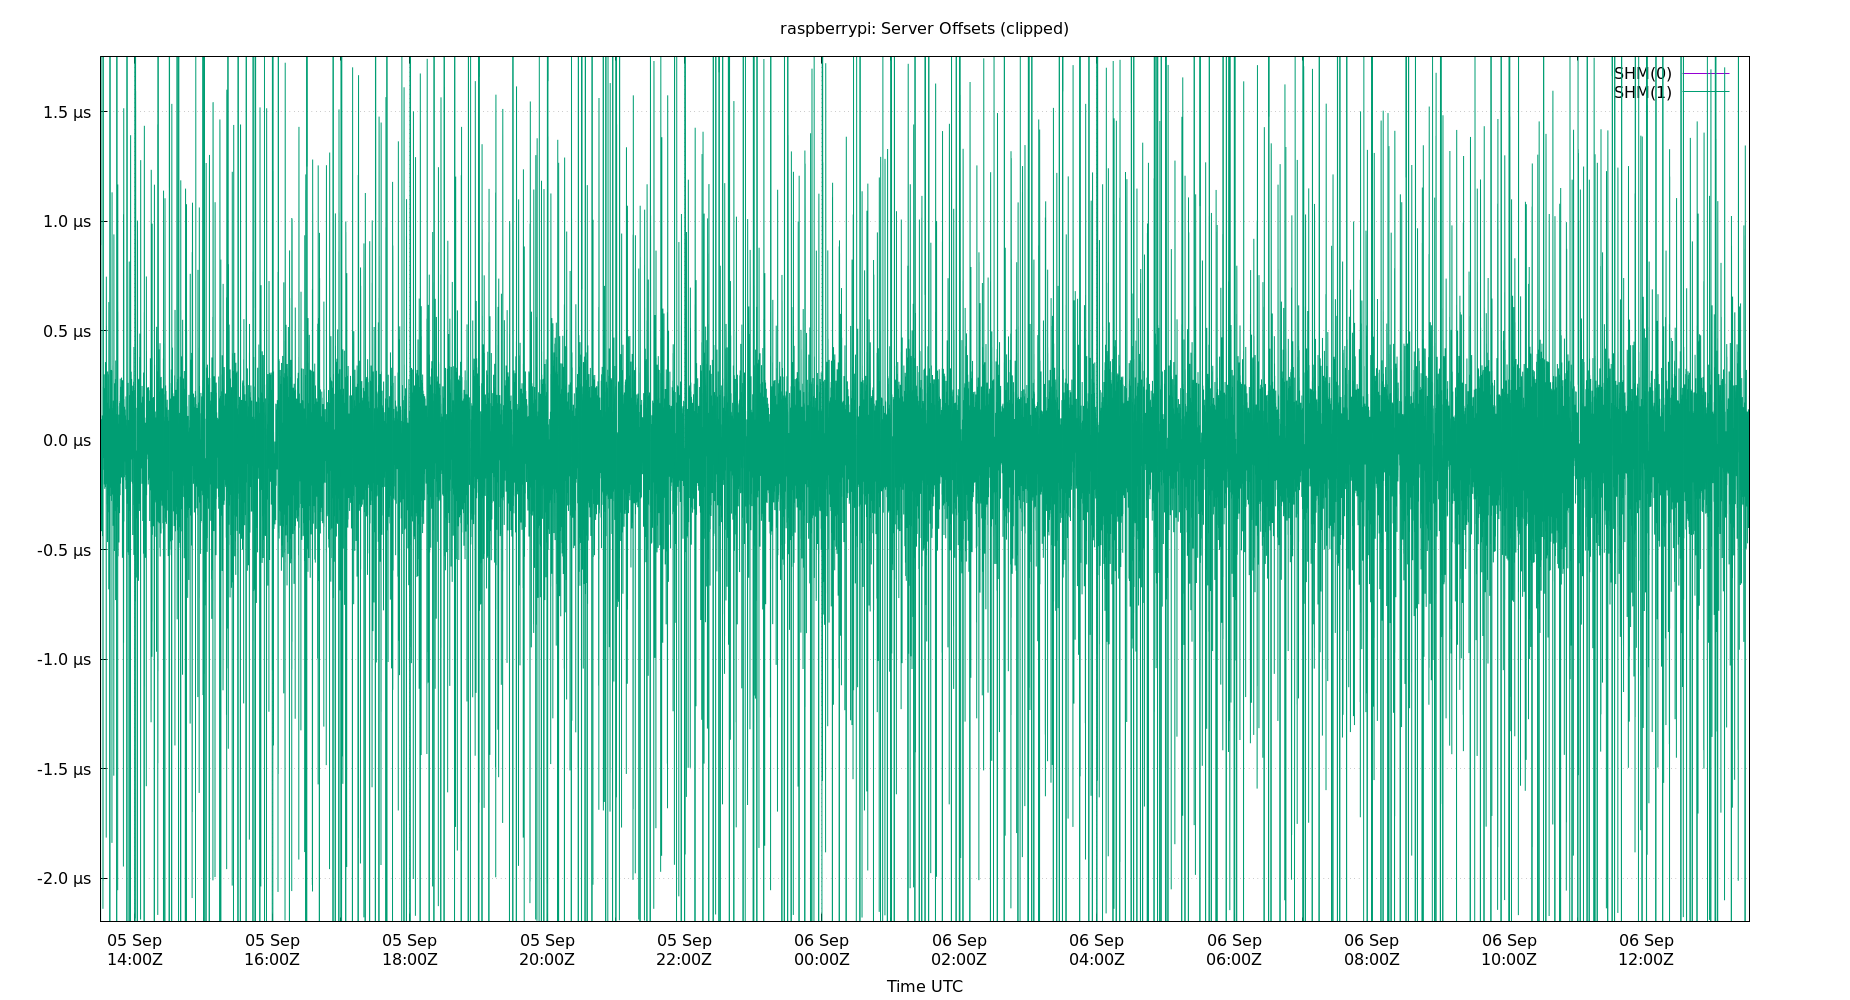 raspberrypi: Server Offsets (clipped)
SHM(0)
SHM(1)
1.5 µs
1.0 µs
0.5 µs
0.0 µs
-0.5 µs
-1.0 µs
-1.5 µs
-2.0 µs
05 Sep 05 Sep 05 Sep 05 Sep 05 Sep 06 Sep 06 Sep 06 Sep 06 Sep 06 Sep 06 Sep 06 Sep
14:00Z 16:00Z 18:00Z 20:00Z 22:00Z 00:00Z 02:00Z 04:00Z 06:00Z 08:00Z 10:00Z 12:00Z
Time UTC